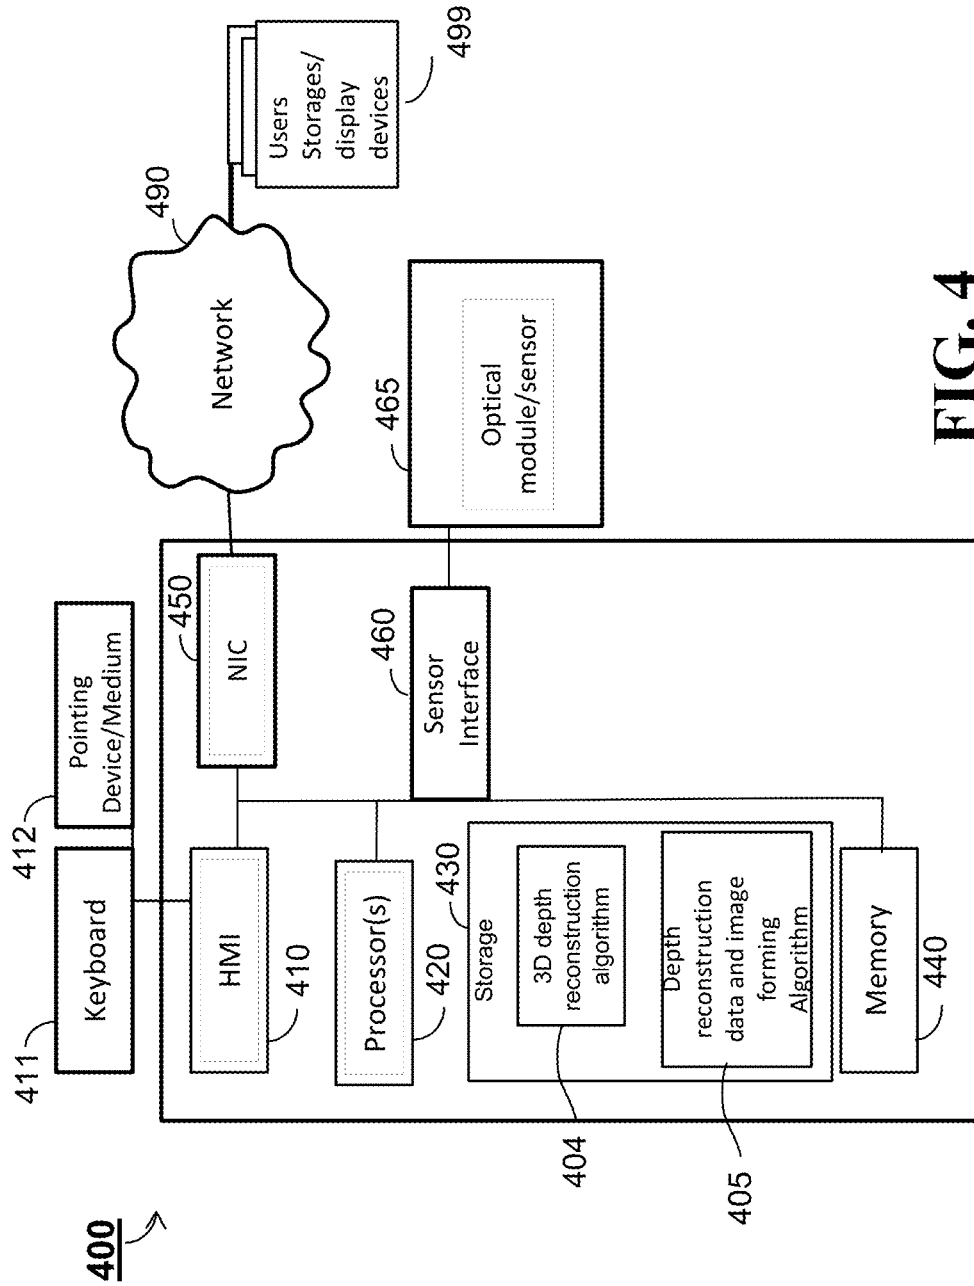 400
411
Keyboard
412
Pointing
Device/Medium
HMI
410
NIC
450
Network
490
Users
Storages/
display
devices
499
Processor(s)
420
Sensor
Interface
460
Optical
module/sensor
465
Storage
430
3D depth
reconstruction
algorithm
404
Depth
reconstruction
data and image
forming
Algorithm
405
Memory
440
FIG. 4